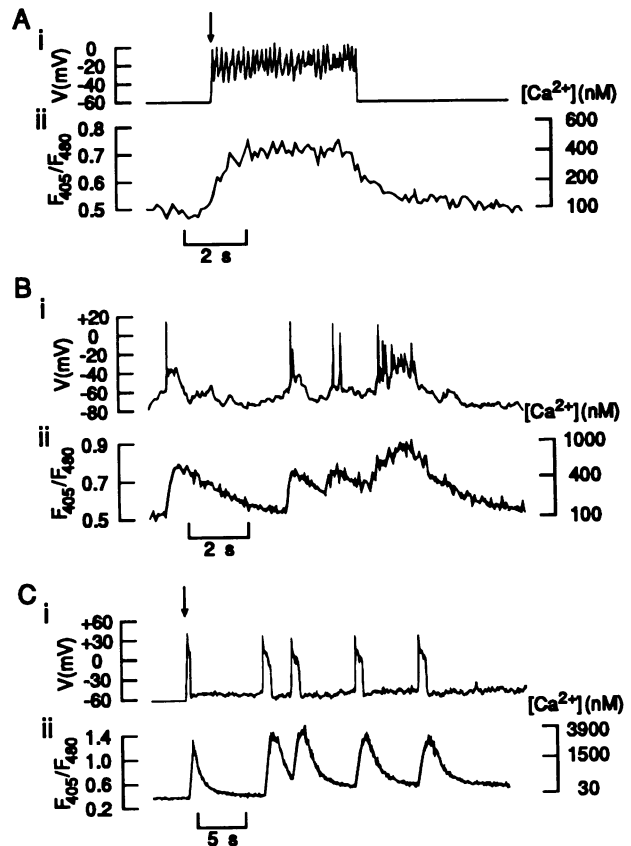 A
i
V(mV)
0
-20
-40
-60
[Ca²⁺] (nM)
ii
F₄₀₅/F₄₈₀
0.8
0.7
0.6
0.5
600
400
200
100
2 s
B
i
V(mV)
+20
0
-20
-40
-60
-80
[Ca²⁺] (nM)
ii
F₄₀₅/F₄₈₀
0.9
0.7
0.5
1000
400
100
2 s
C
i
V(mV)
+60
+30
0
-30
-60
[Ca²⁺] (nM)
ii
F₄₀₅/F₄₈₀
1.4
1.0
0.6
0.2
3900
1500
30
5 s